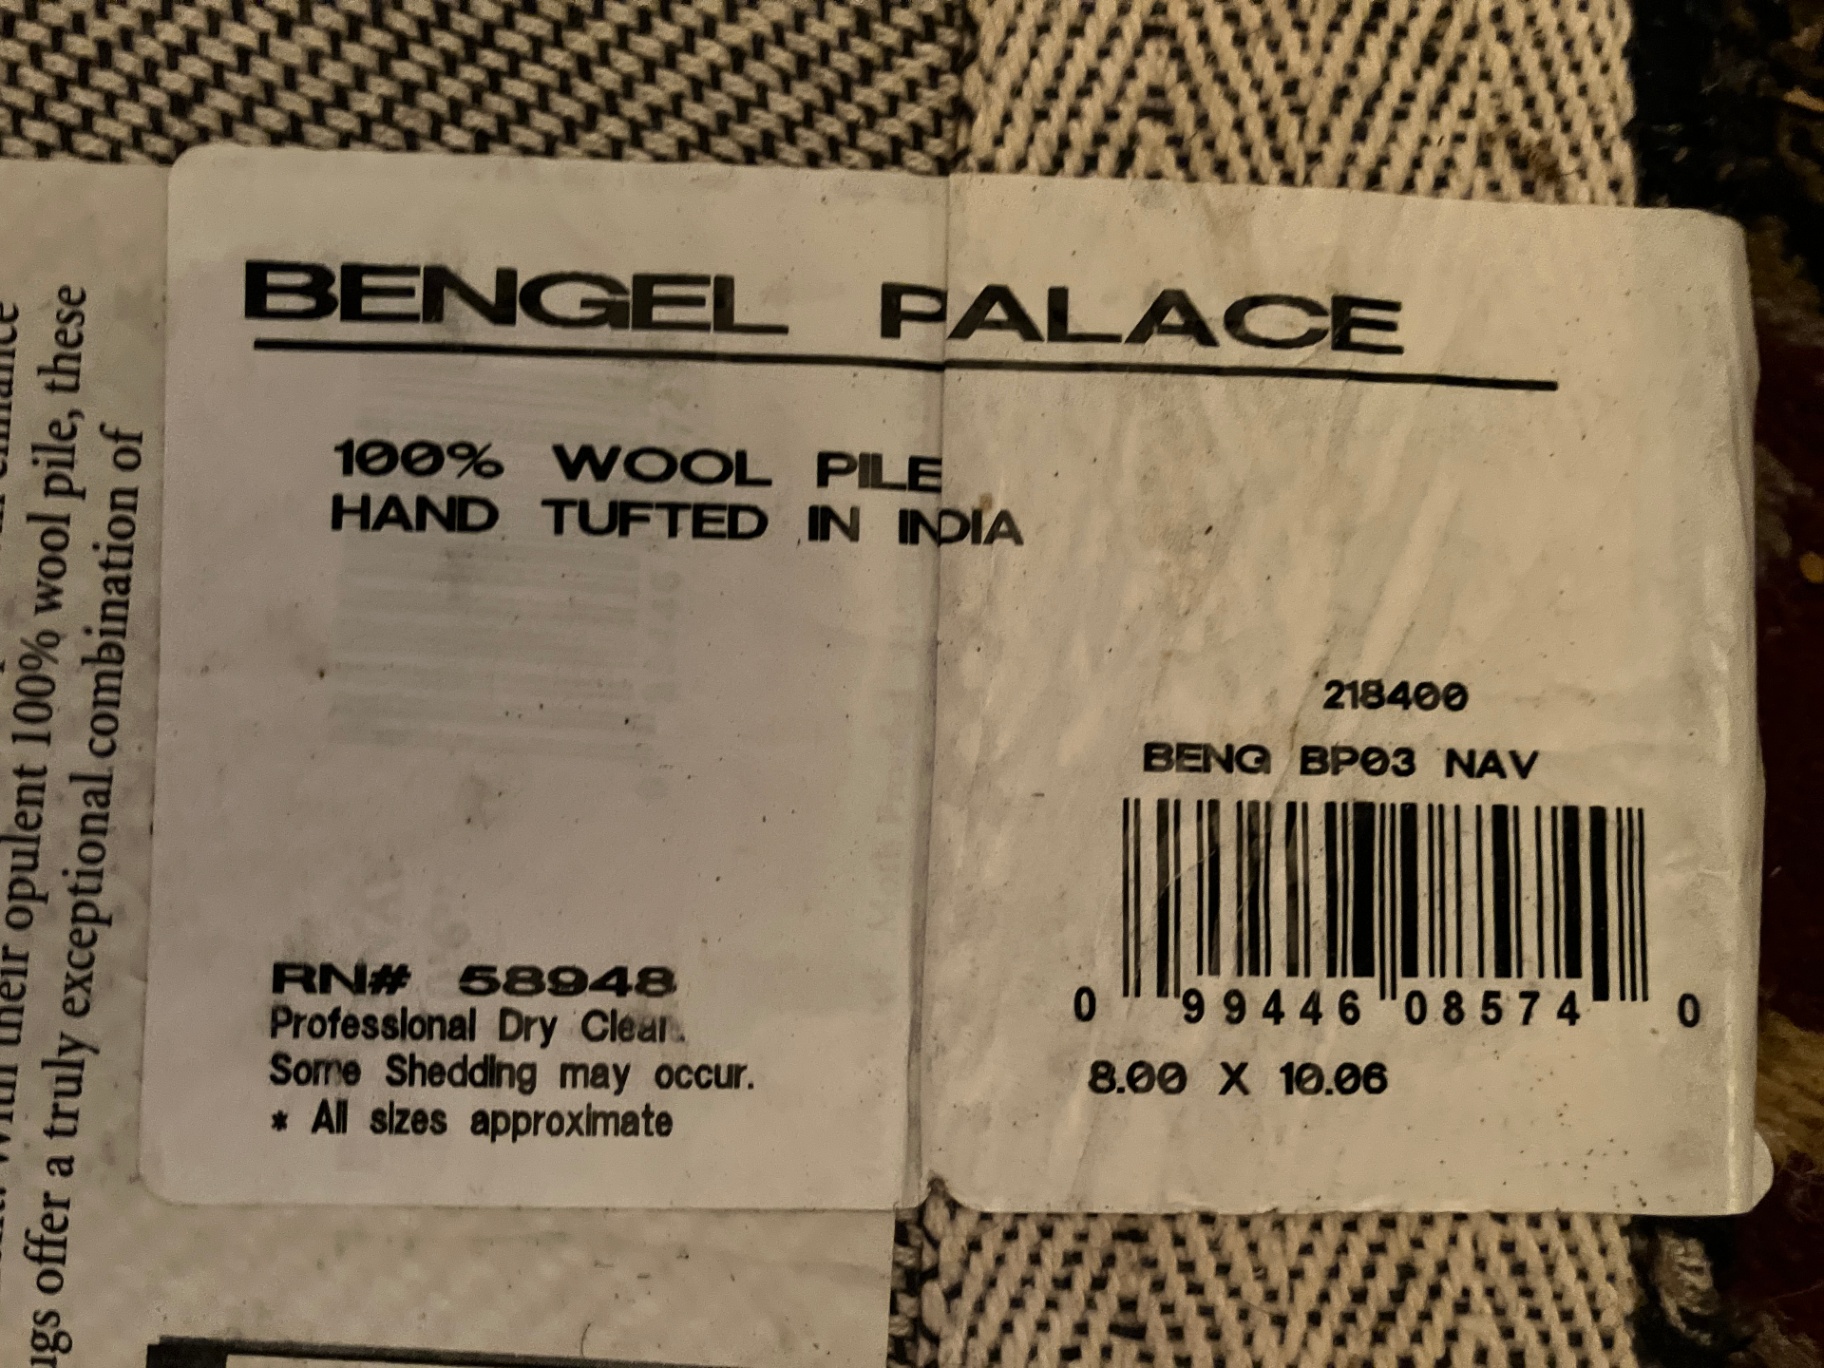 BENGEL PALACE
100% WOOL PILE
HAND TUFTED IN INDIA
218400
BENG BP03 NAV
0 99446 08574 0
8.00 X 10.06
RN# 58948
Professional Dry Clean.
Some Shedding may occur.
* All sizes approximate
with their opulent 100% wool pile, these
ugs offer a truly exceptional combination of